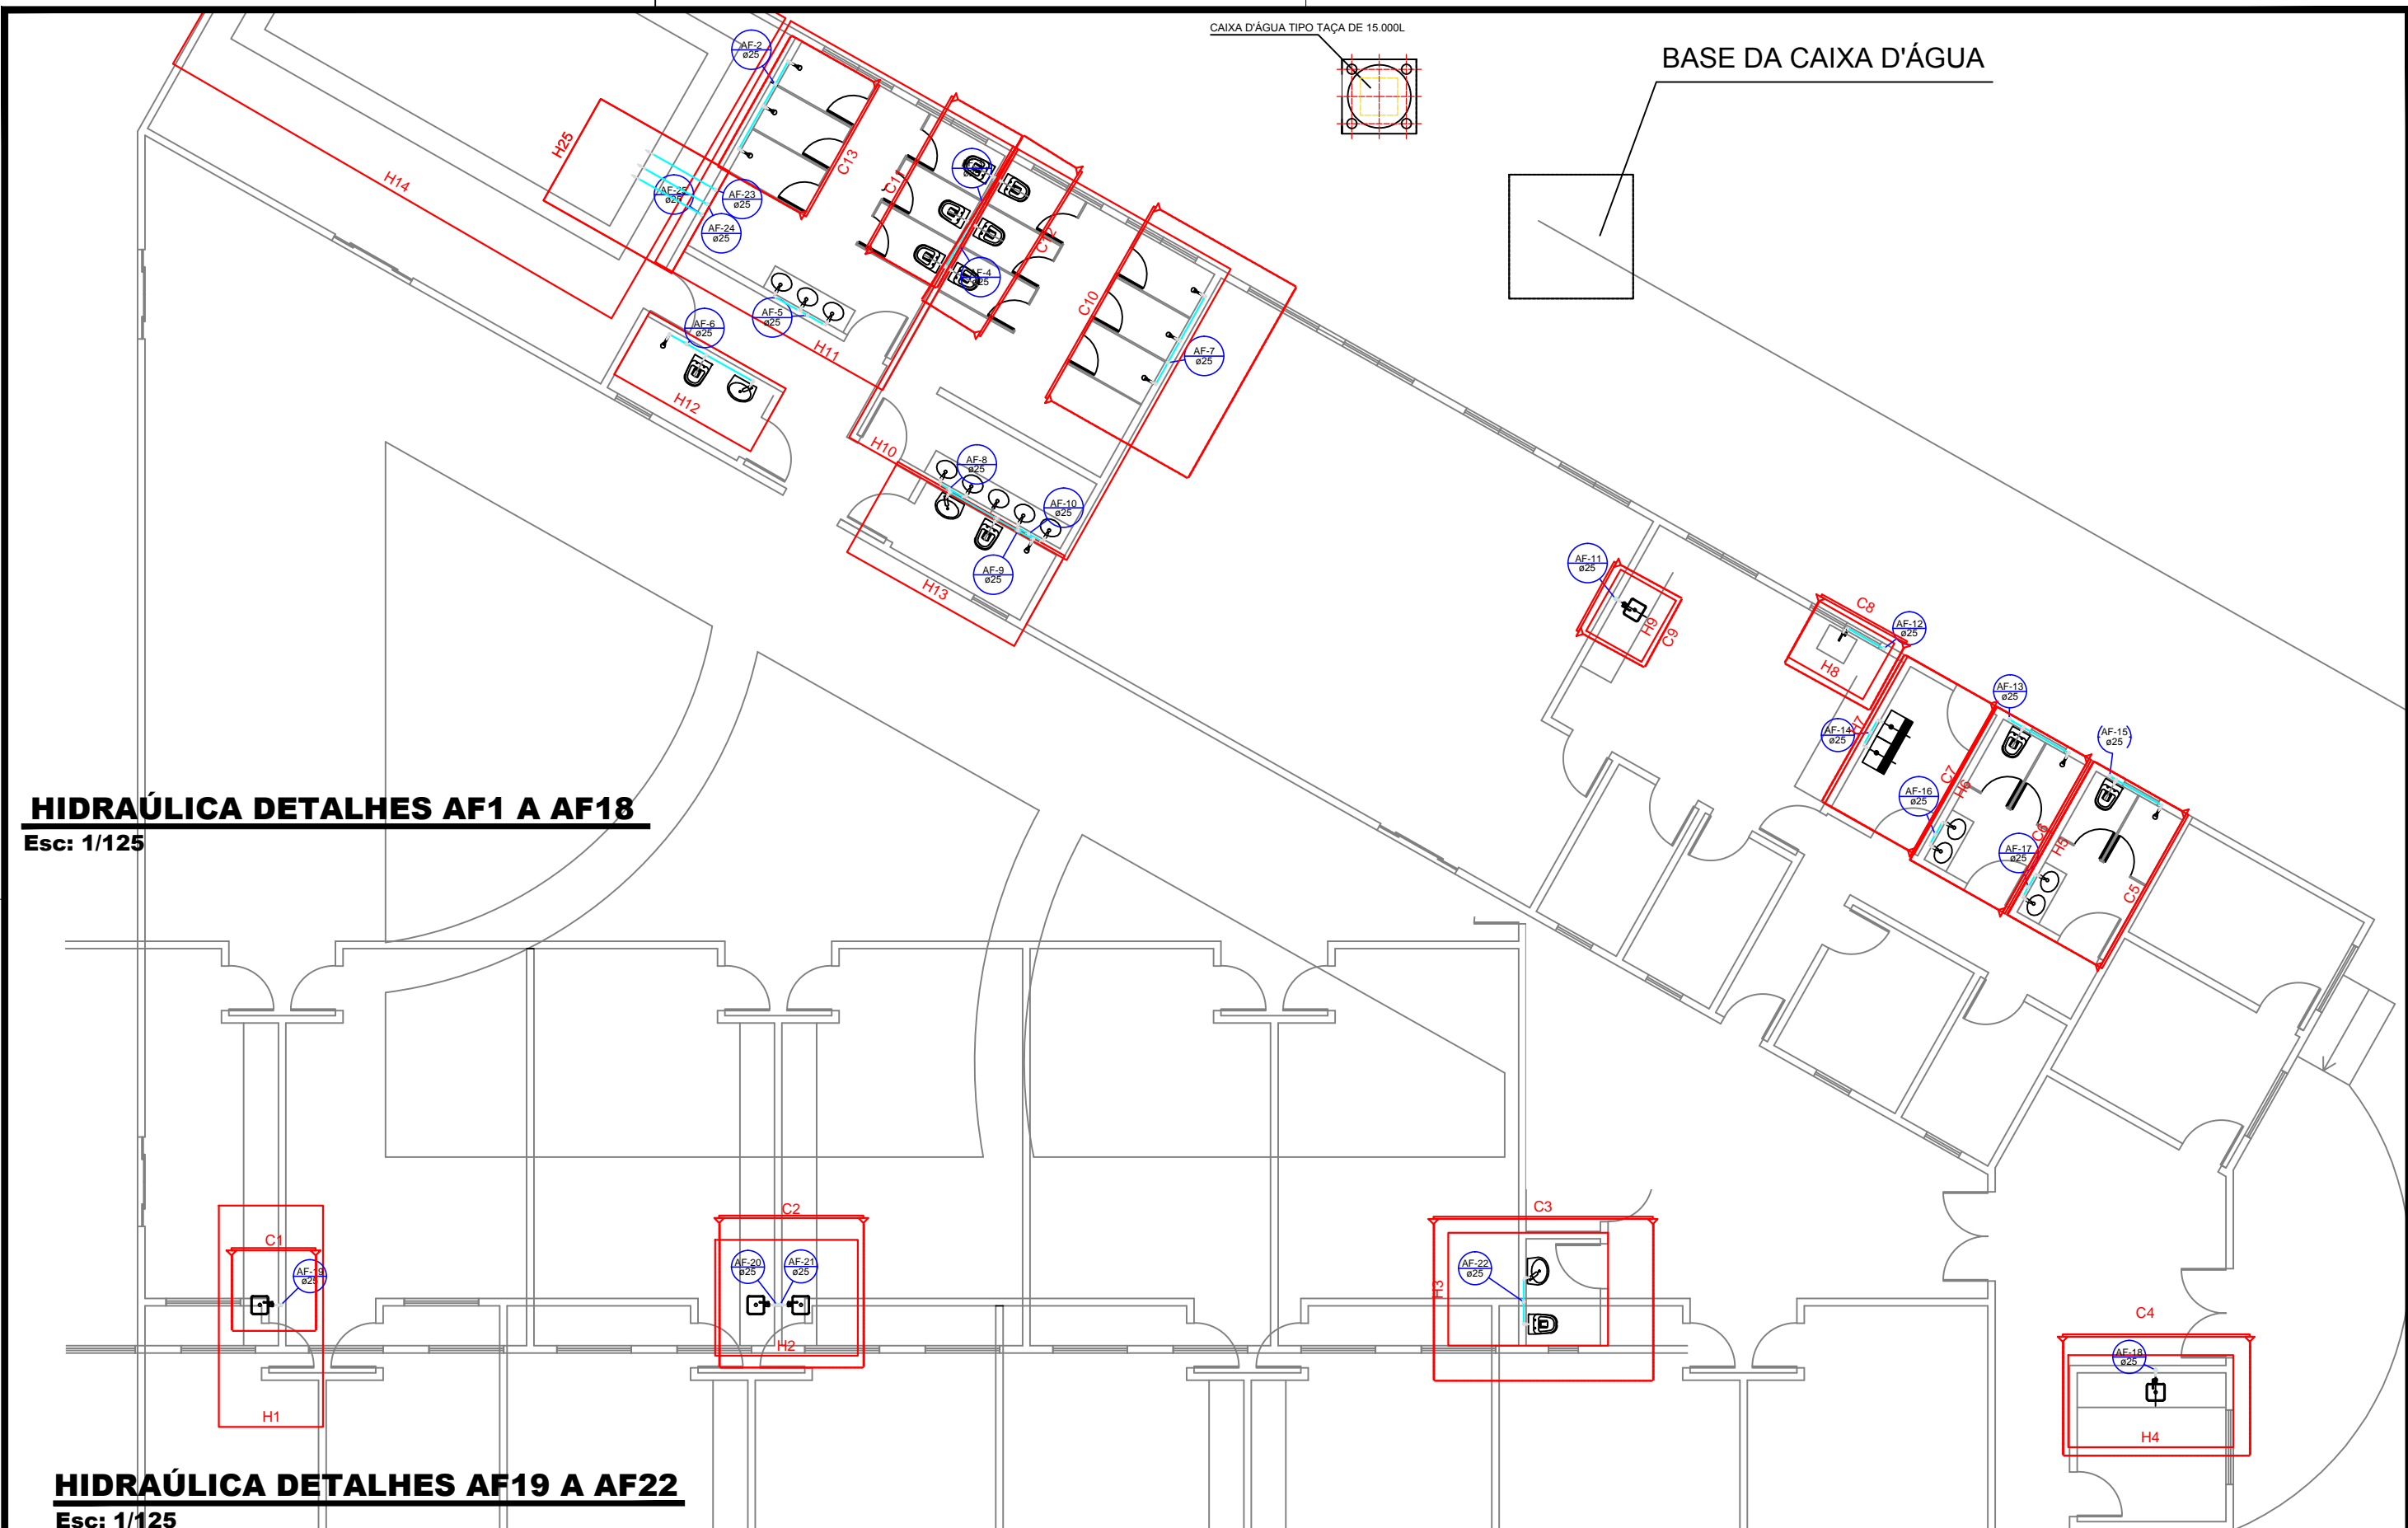 CAIXA D'ÁGUA TIPO TAÇA DE 15.000L
BASE DA CAIXA D'ÁGUA
AF-2
ø25
H25
H14
C13
AF-25
ø25
AF-23
ø25
AF-24
ø25
C11
ø25
C12
AF-4
ø25
C10
AF-5
ø25
AF-6
ø25
H11
H12
AF-7
ø25
H10
AF-8
ø25
AF-10
ø25
AF-9
ø25
H13
AF-11
ø25
H9
C9
C8
AF-12
ø25
H8
AF-13
ø25
H7
AF-14
ø25
AF-15
ø25
C7
H6
AF-16
ø25
C6
H5
AF-17
ø25
C5
HIDRAÚLICA DETALHES AF1 A AF18
Esc: 1/125
C1
AF-19
ø25
H1
C2
AF-20
ø25
AF-21
ø25
H2
C3
AF-22
ø25
H3
C4
AF-18
ø25
H4
HIDRAÚLICA DETALHES AF19 A AF22
Esc: 1/125